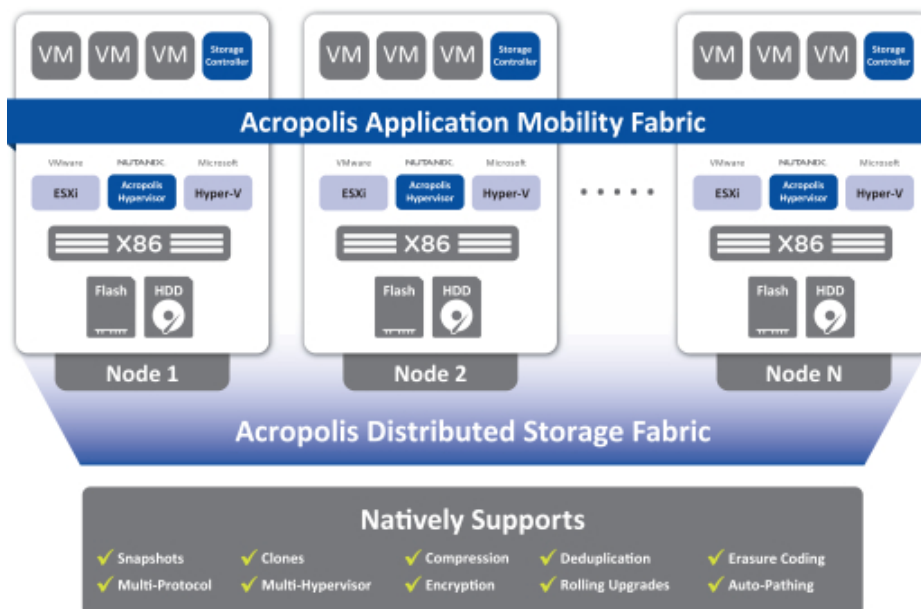 VM VM VM Storage Controller
VM VM VM Storage Controller
VM VM VM Storage Controller
Acropolis Application Mobility Fabric
VMware NUTANIX. Microsoft
ESXi Acropolis Hypervisor Hyper-V
X86
Flash HDD
Node 1
VMware NUTANIX. Microsoft
ESXi Acropolis Hypervisor Hyper-V
X86
Flash HDD
Node 2
VMware NUTANIX. Microsoft
ESXi Acropolis Hypervisor Hyper-V
X86
Flash HDD
Node N
Acropolis Distributed Storage Fabric
Natively Supports
Snapshots Clones Compression Deduplication Erasure Coding
Multi-Protocol Multi-Hypervisor Encryption Rolling Upgrades Auto-Pathing